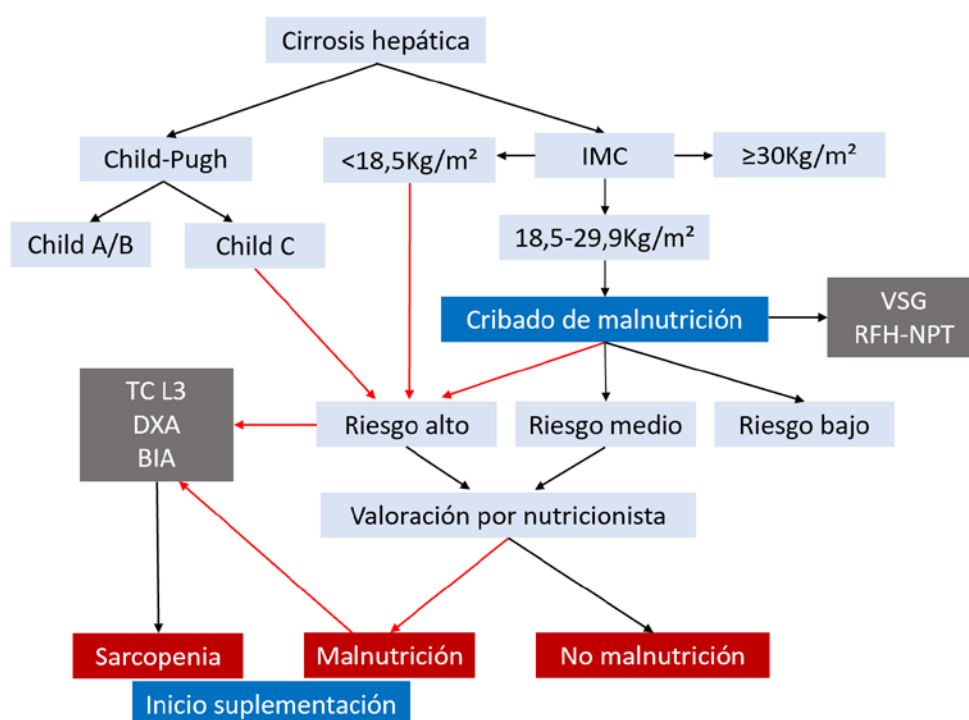 Cirrosis hepática
Child-Pugh
<18,5Kg/m²
IMC
≥30Kg/m²
Child A/B
Child C
18,5-29,9Kg/m²
Cribado de malnutrición
VSG
RFH-NPT
TC L3
DXA
BIA
Riesgo alto
Riesgo medio
Riesgo bajo
Valoración por nutricionista
Sarcopenia
Malnutrición
No malnutrición
Inicio suplementación